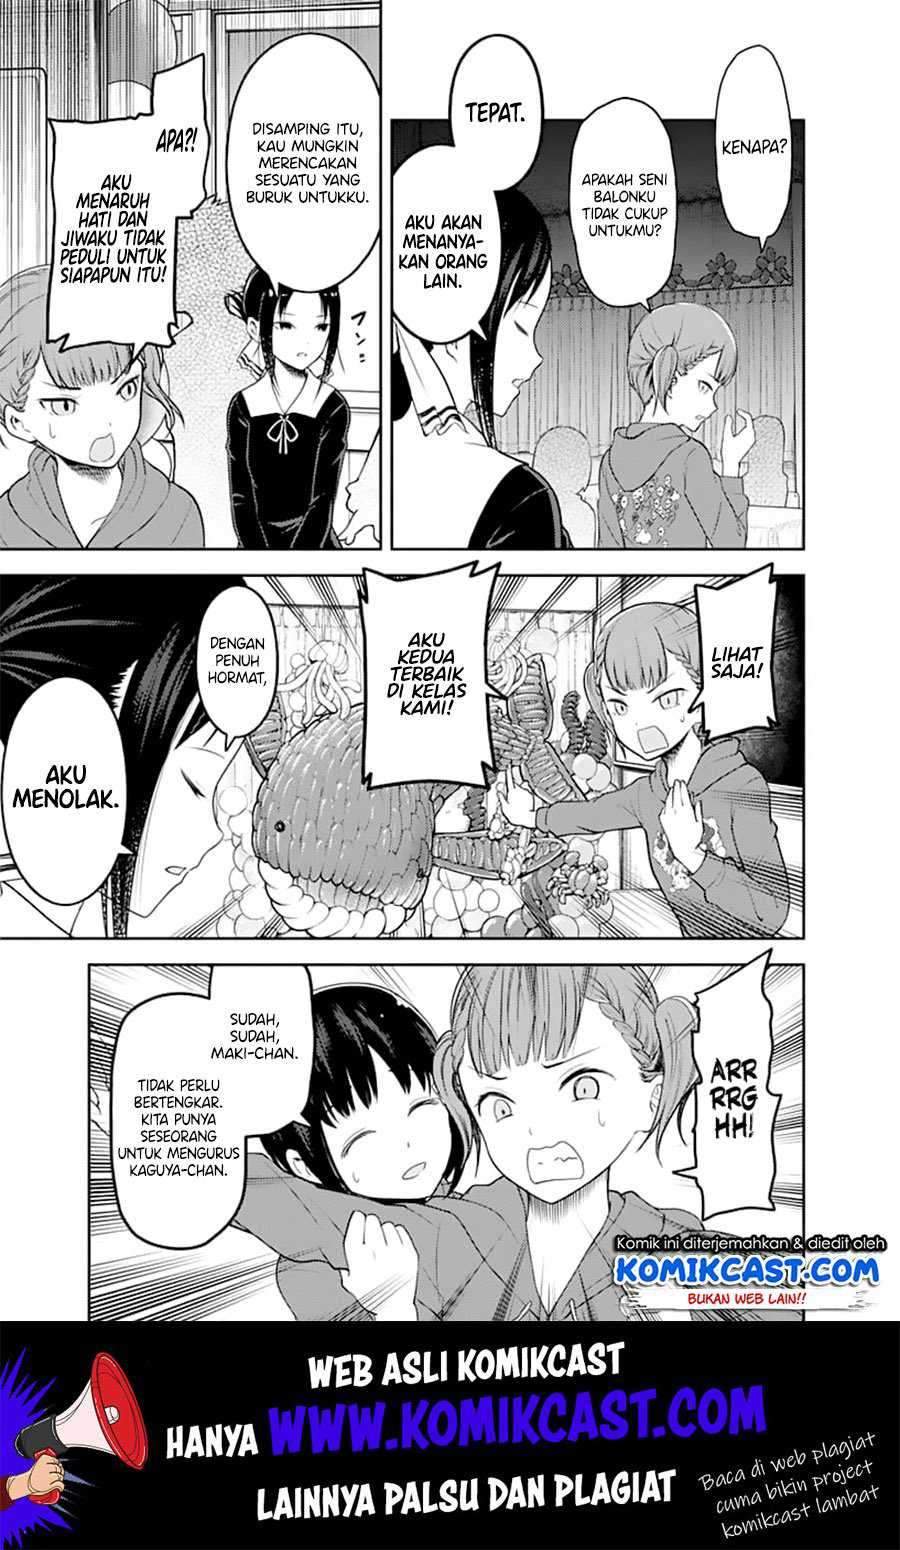 KENAPA?
APAKAH SENI
BALONKU
TIDAK CUKUP
UNTUKMU?
TEPAT.
AKU AKAN
MENANYA-
KAN ORANG
LAIN.
DISAMPING ITU,
KAU MUNGKIN
MERENCAKAN
SESUATU YANG
BURUK UNTUKKU.
APA?!
AKU
MENARUH
HATI DAN
JIWAKU TIDAK
PEDULI UNTUK
SIAPAPUN ITU!
LIHAT
SAJA!
AKU
KEDUA
TERBAIK
DI KELAS
KAMI!
DENGAN
PENUH
HORMAT,
AKU
MENOLAK.
ARR
RRG
HH!
SUDAH,
SUDAH,
MAKI-CHAN.
TIDAK PERLU
BERTENGKAR.
KITA PUNYA
SESEORANG
UNTUK MENGURUS
KAGUYA-CHAN.
Komik ini diterjemahkan & diedit oleh
KOMIKCAST.COM
BUKAN WEB LAIN!!
WEB ASLI KOMIKCAST
HANYA WWW.KOMIKCAST.COM
LAINNYA PALSU DAN PLAGIAT
Baca di web plagiat
cuma bikin project
komikcast lambat